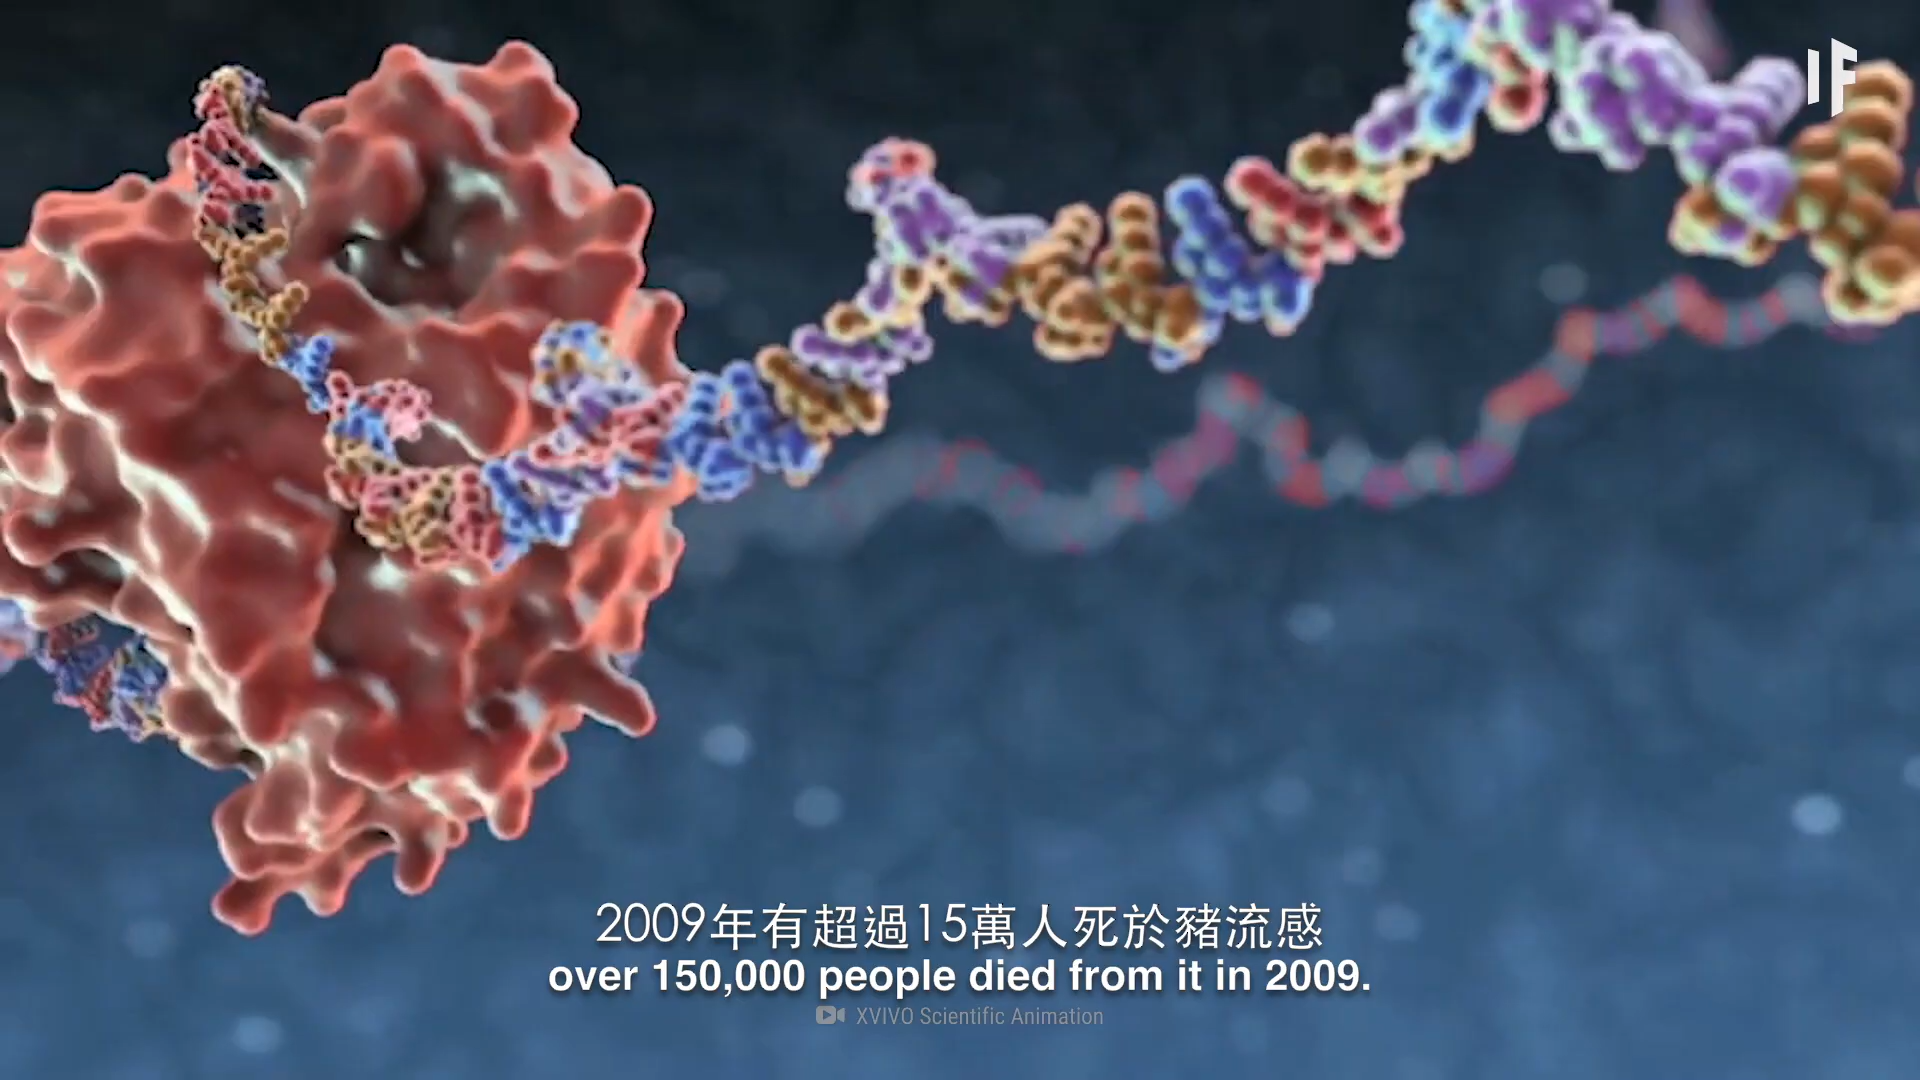 IF
2009年有超過15萬人死於豬流感
over 150,000 people died from it in 2009.
XVIVO Scientific Animation